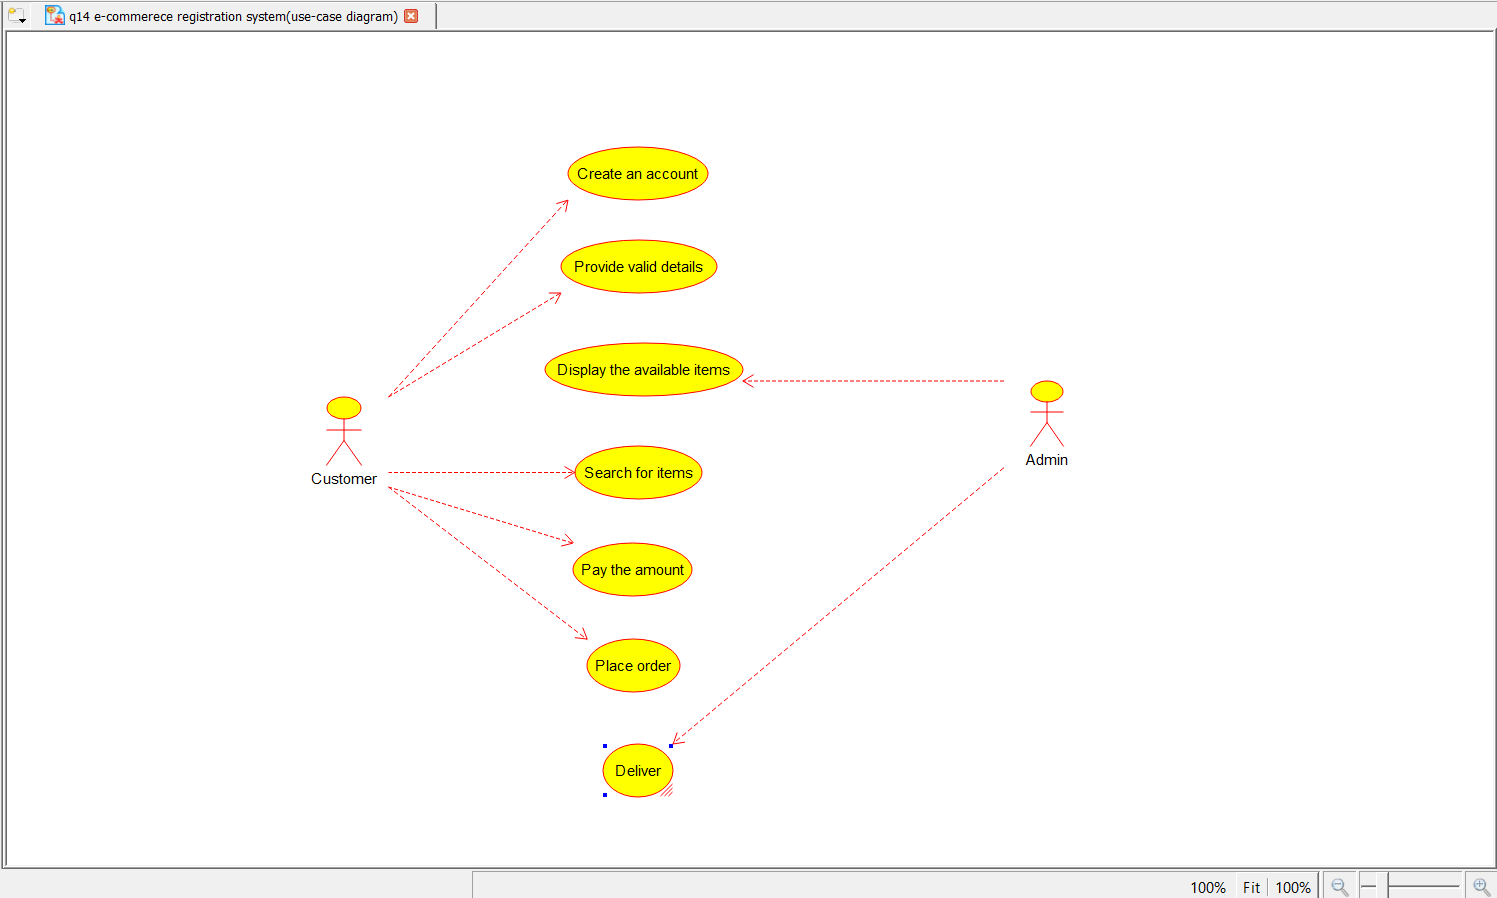 q14 e-commerece registration system(use-case diagram)
Create an account
Provide valid details
Display the available items
Customer
Search for items
Admin
Pay the amount
Place order
Deliver
100% Fit 100%